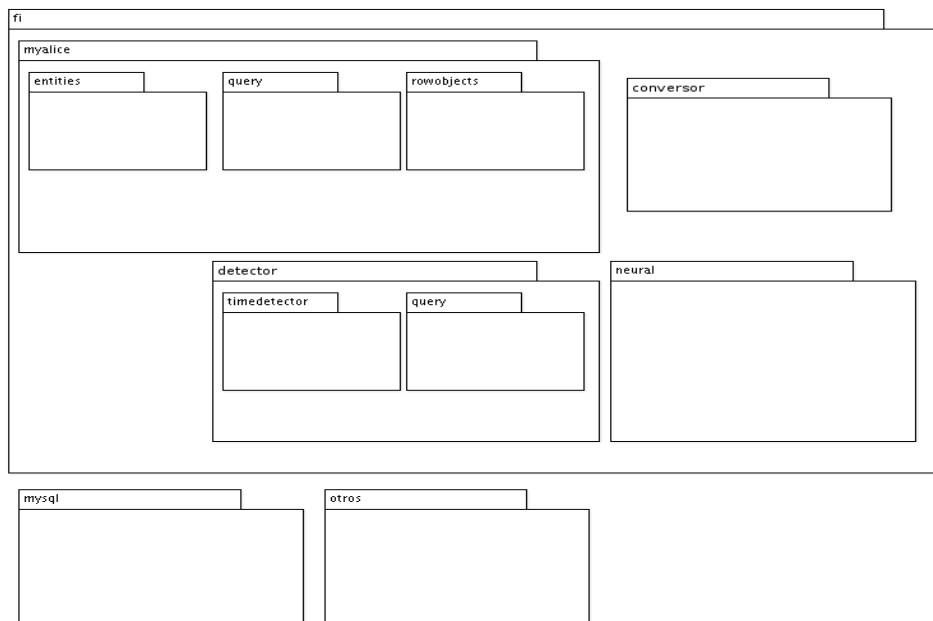 fi
myalice
entities
query
rowobjects
conversor
detector
neural
timedetector
query
mysql
otros